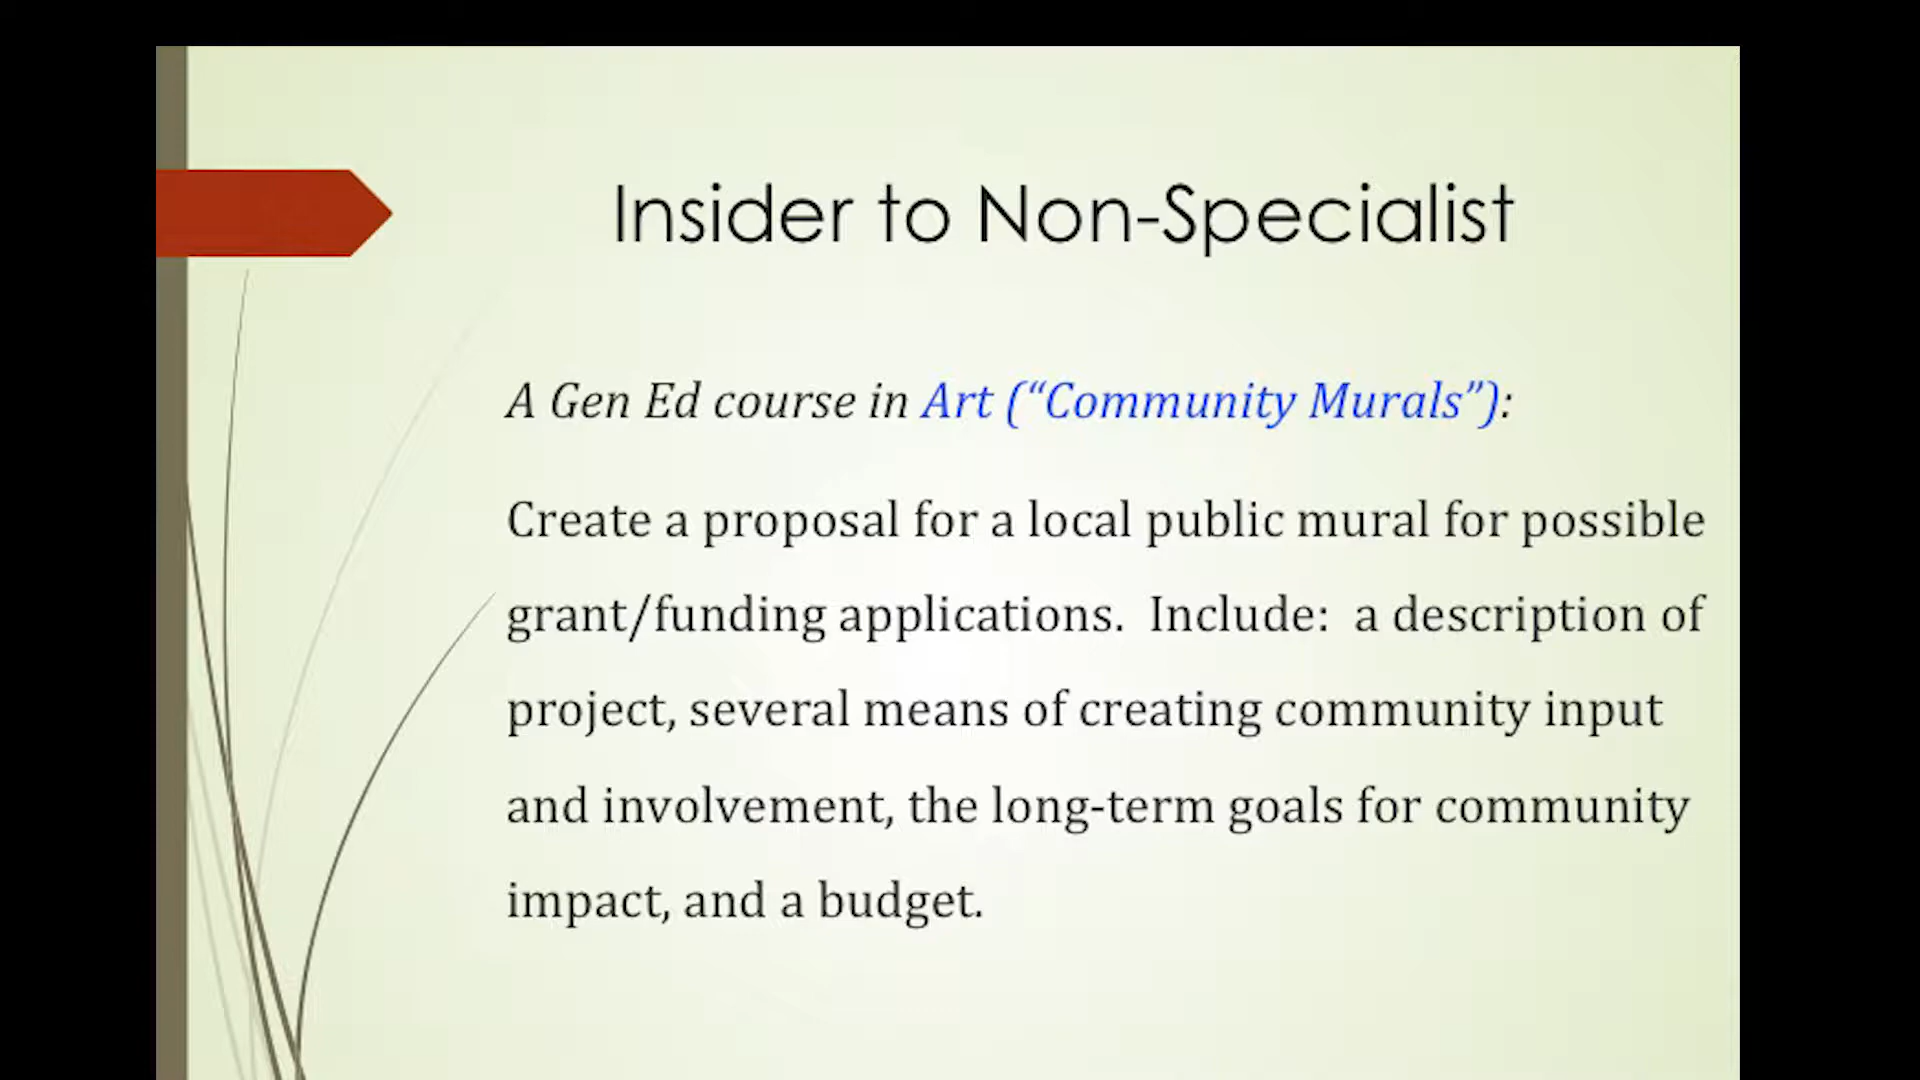 Insider to Non-Specialist
A Gen Ed course in Art (“Community Murals”):
Create a proposal for a local public mural for possible
grant/funding applications.  Include:  a description of
project, several means of creating community input
and involvement, the long-term goals for community
impact, and a budget.